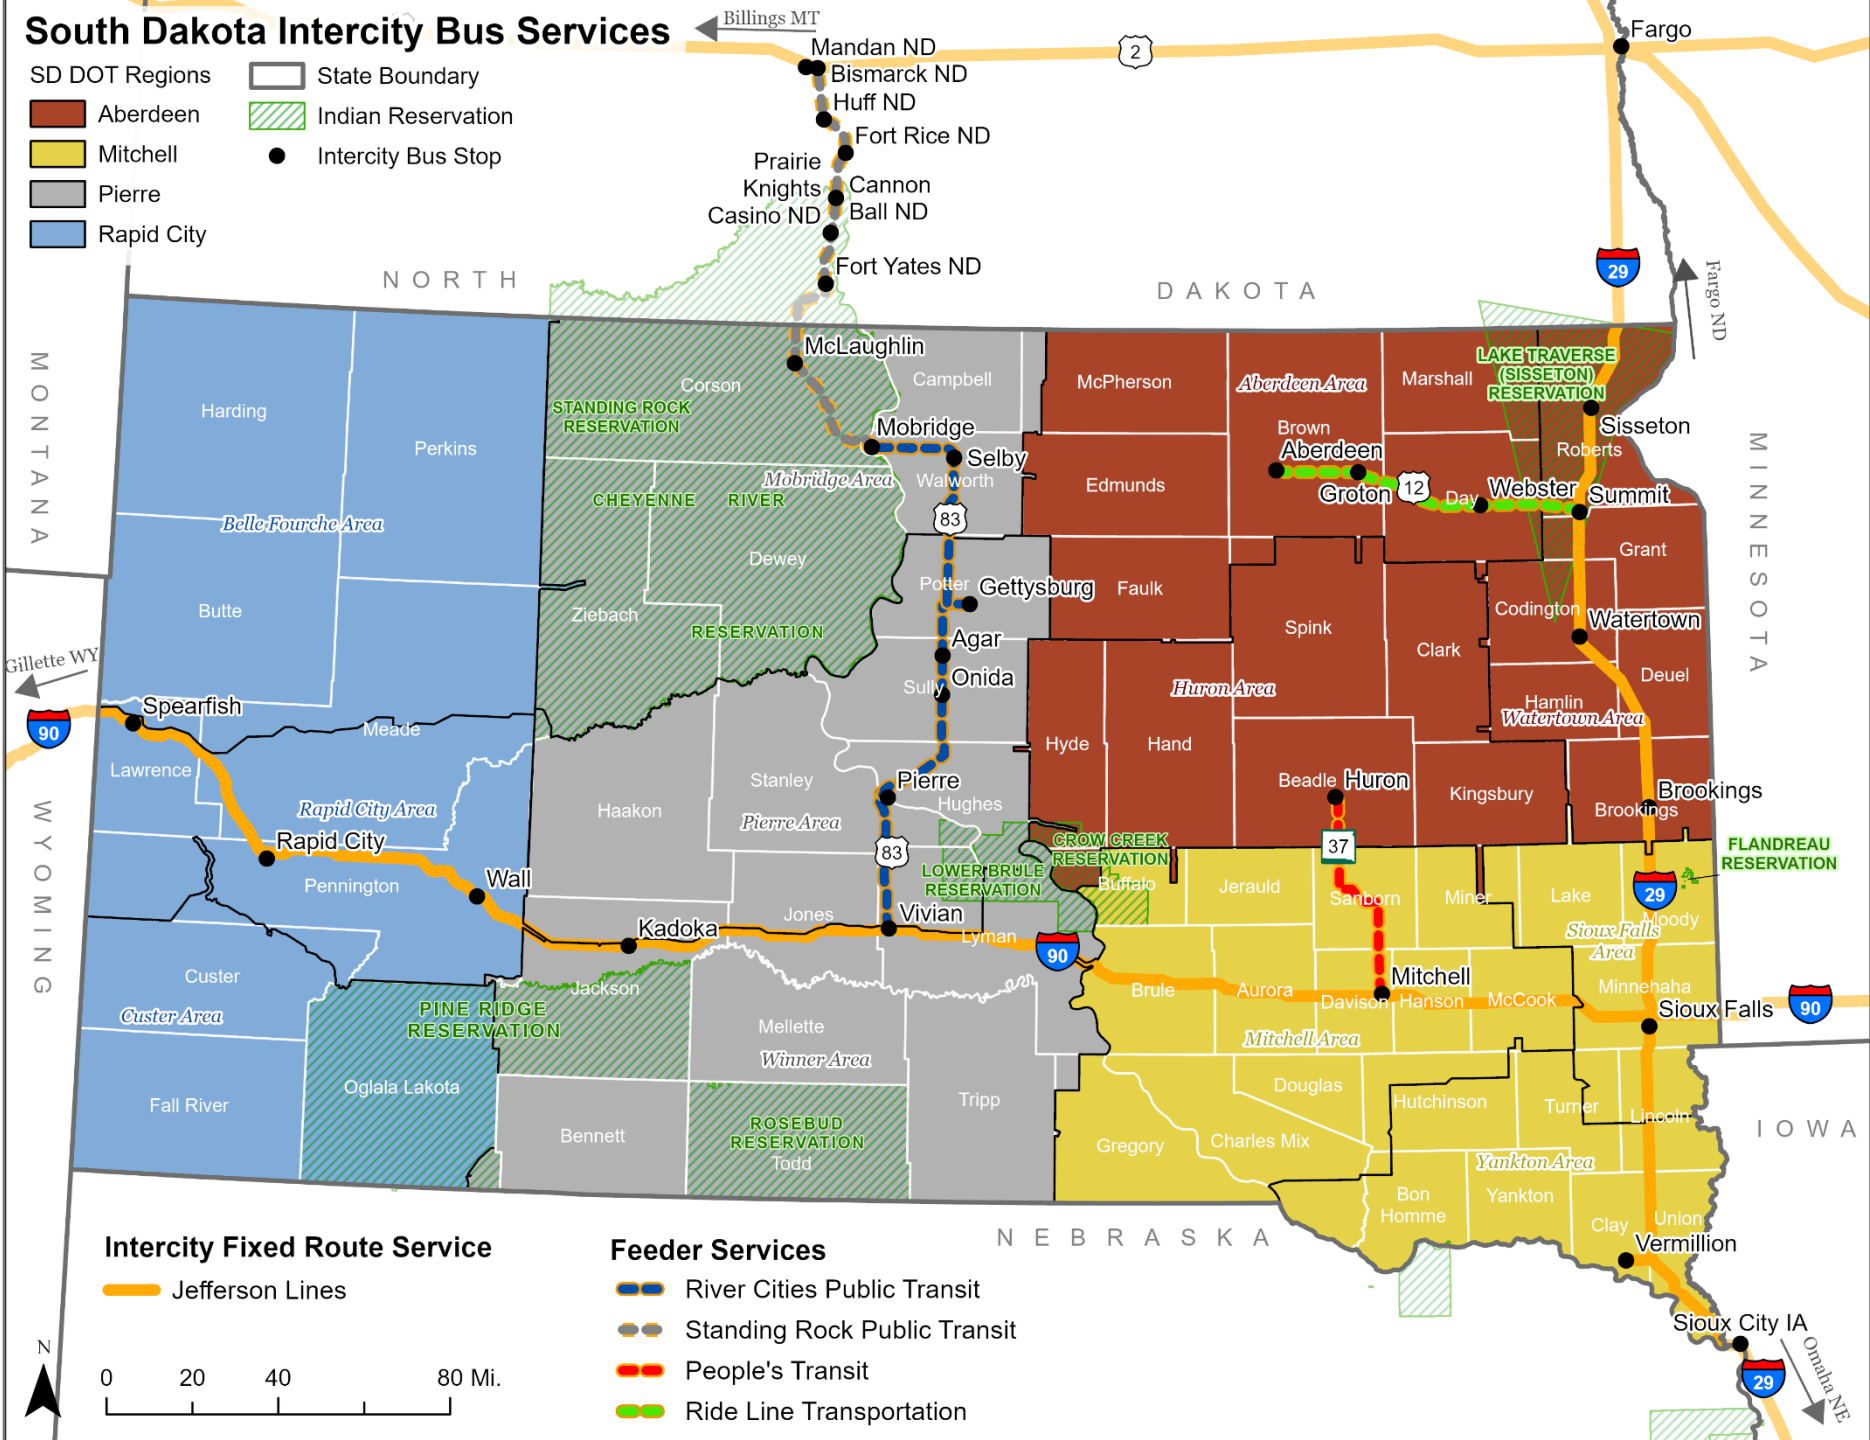 South Dakota Intercity Bus Services
SD DOT Regions
Aberdeen
Mitchell
Pierre
Rapid City
State Boundary
Indian Reservation
Intercity Bus Stop
Billings MT
Mandan ND
Bismarck ND
Huff ND
Fort Rice ND
Prairie
Knights
Casino ND
Cannon
Ball ND
Fort Yates ND
2
Fargo
29
Fargo ND
NORTH
DAKOTA
MONTANA
WYOMING
MINNESOTA
IOWA
NEBRASKA
Harding
Perkins
Belle Fourche Area
Butte
Gillette WY
90
Spearfish
Meade
Lawrence
Rapid City Area
Rapid City
Pennington
Wall
Custer
Custer Area
Fall River
Oglala Lakota
PINE RIDGE
RESERVATION
McLaughlin
Corson
STANDING ROCK
RESERVATION
Campbell
Mobridge
Selby
Walworth
Mobridge Area
CHEYENNE RIVER
RESERVATION
Dewey
Ziebach
83
Potter
Gettysburg
Agar
Onida
Sully
Haakon
Stanley
Pierre Area
Pierre
Hughes
83
LOWER BRULE
RESERVATION
Jones
Vivian
Lyman
Kadoka
90
Jackson
Mellette
Winner Area
Tripp
Bennett
ROSEBUD
RESERVATION
Todd
McPherson
Aberdeen Area
Brown
Marshall
LAKE TRAVERSE
(SISSETON)
RESERVATION
Sisseton
Roberts
Edmunds
Aberdeen
Groton
12
Day
Webster
Summit
Grant
Faulk
Spink
Clark
Codington
Watertown
Hamlin
Deuel
Watertown Area
Huron Area
Hyde
Hand
Beadle
Huron
Kingsbury
Brookings
Brookings
CROW CREEK
RESERVATION
37
FLANDREAU
RESERVATION
29
Buffalo
Jerauld
Sanborn
Miner
Lake
Moody
Sioux Falls
Area
Brule
Aurora
Davison
Mitchell
Hanson
McCook
Minnehaha
Sioux Falls
90
Mitchell Area
Douglas
Hutchinson
Turner
Lincoln
Gregory
Charles Mix
Yankton Area
Bon
Homme
Yankton
Clay
Union
Vermillion
Sioux City IA
29
Omaha NE
Intercity Fixed Route Service
Jefferson Lines
Feeder Services
River Cities Public Transit
Standing Rock Public Transit
People's Transit
Ride Line Transportation
N
0 20 40 80 Mi.